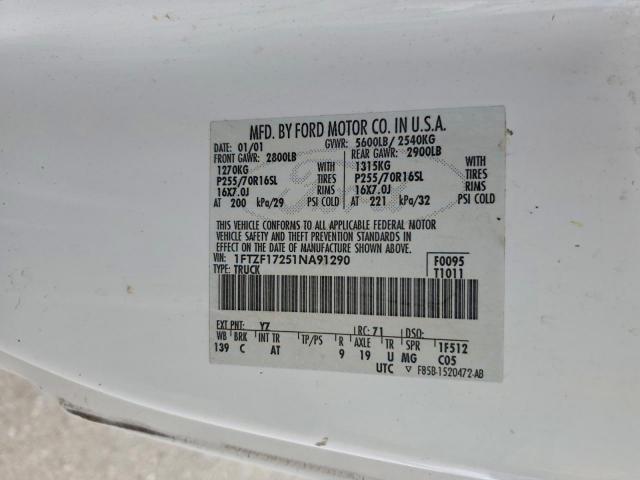 MFD. BY FORD MOTOR CO. IN U.S.A.
DATE: 01/01 GVWR: 5600LB/ 2540KG
FRONT GAWR: 2800LB REAR GAWR: 2900LB
1270KG WITH 1315KG WITH
P255/70R16SL TIRES P255/70R16SL TIRES
16X7.0J RIMS 16X7.0J RIMS
AT 200 kPa/29 PSI COLD AT 221 kPa/32 PSI COLD
THIS VEHICLE CONFORMS TO ALL APPLICABLE FEDERAL MOTOR
VEHICLE SAFETY AND THEFT PREVENTION STANDARDS IN
EFFECT ON THE DATE OF MANUFACTURE SHOWN ABOVE.
VIN: 1FTZF17251NA91290 F0095
TYPE: TRUCK T1011
EXT PNT: YZ RC: 71 DSO:
WB BRK INT TR TP/PS R AXLE TR SPR 1F512
139 C AT 9 19 U MG C05
UTC ▽ F85B-1520472-AB